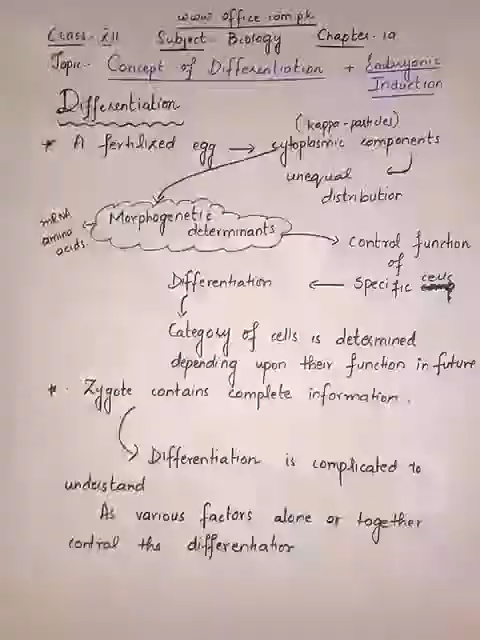 www office.com.pk
Class - XII Subject Biology Chapter - 19
Topic - Concept of Differentiation + Embryonic Induction
Differentiation
(kappa-particles)
* A fertilized egg → cytoplasmic components
unequal
distribution
mRNA
amino
acids.
Morphogenetic
determinants
control function
of
Differentiation ← specific cells
Category of cells is determined
depending upon their function in future
* . Zygote contains complete information .
Differentiation is complicated to
understand
As various factors alone or together
control the differentiation